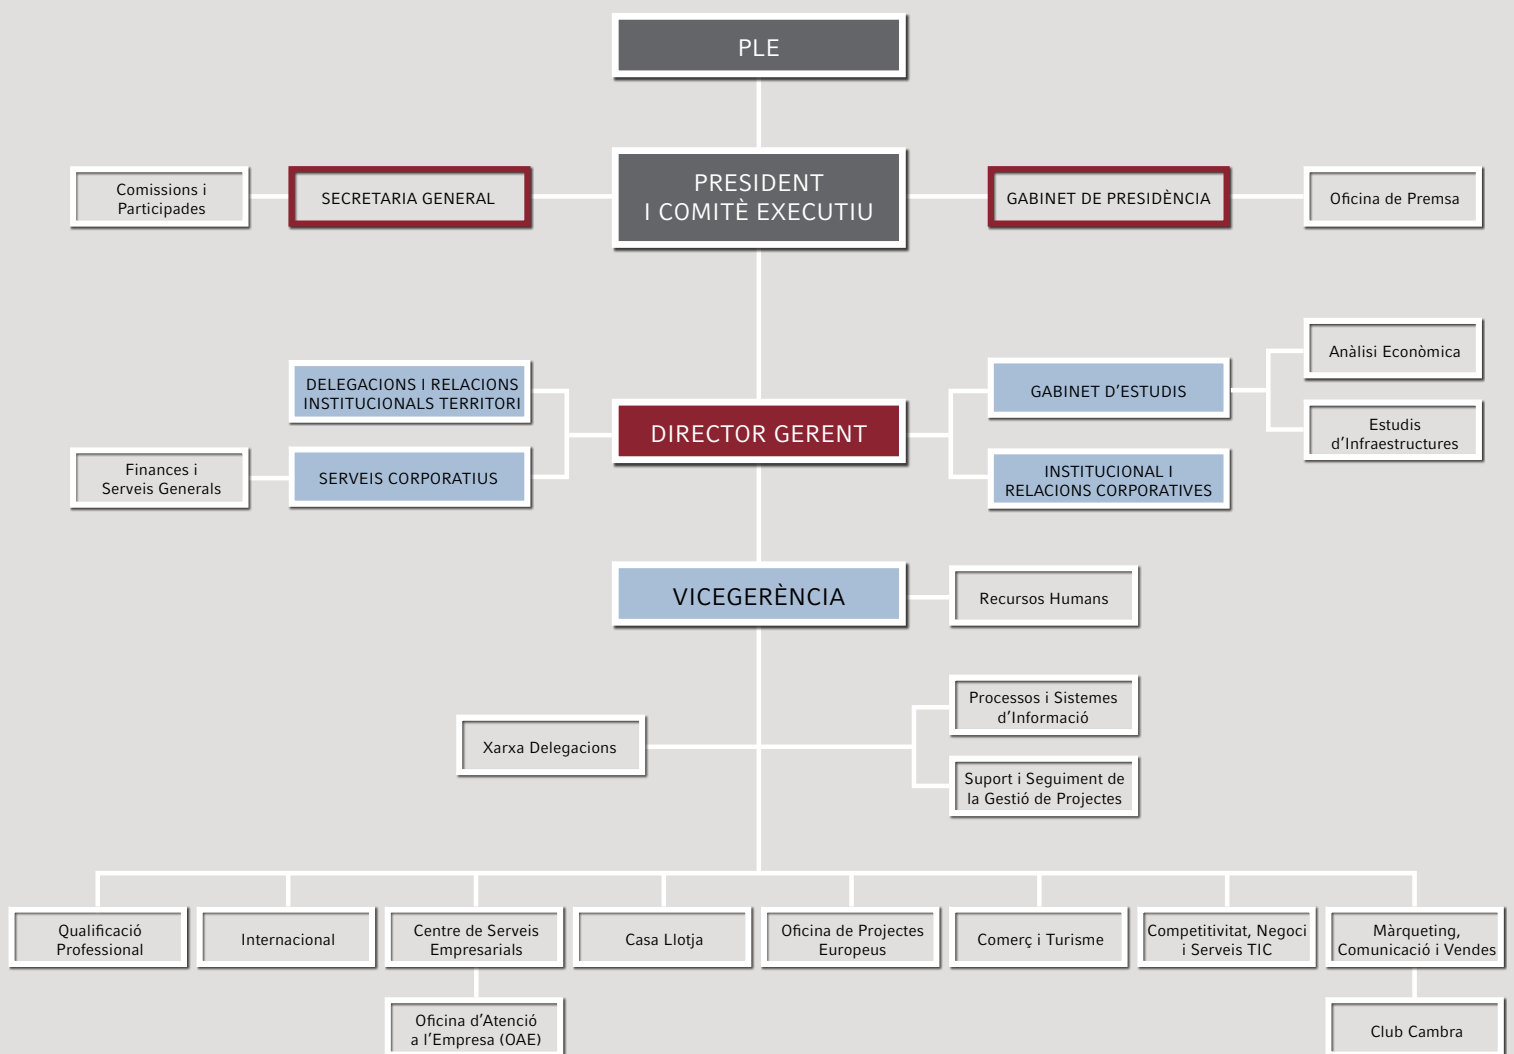 PLE
Comissions i
Participades
SECRETARIA GENERAL
PRESIDENT
I COMITÈ EXECUTIU
GABINET DE PRESIDÈNCIA
Oficina de Premsa
DELEGACIONS I RELACIONS
INSTITUCIONALS TERRITORI
Finances i
Serveis Generals
SERVEIS CORPORATIUS
DIRECTOR GERENT
GABINET D'ESTUDIS
Anàlisi Econòmica
Estudis
d'Infraestructures
INSTITUCIONAL I
RELACIONS CORPORATIVES
VICEGERÈNCIA
Recursos Humans
Xarxa Delegacions
Processos i Sistemes
d'Informació
Suport i Seguiment de
la Gestió de Projectes
Qualificació
Professional
Internacional
Centre de Serveis
Empresarials
Casa Llotja
Oficina de Projectes
Europeus
Comerç i Turisme
Competitivitat, Negoci
i Serveis TIC
Màrqueting,
Comunicació i Vendes
Oficina d'Atenció
a l'Empresa (OAE)
Club Cambra